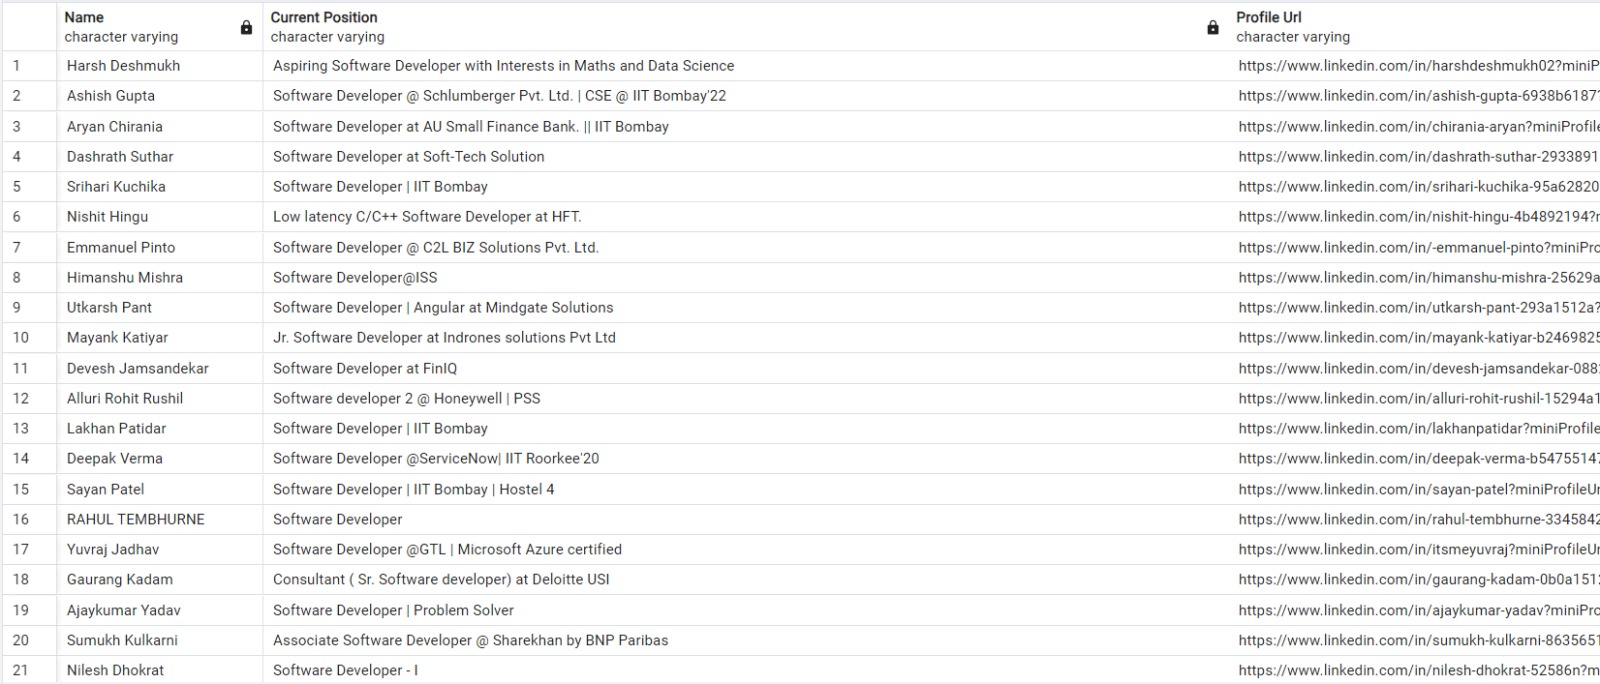 Name Current Position Profile Url
character varying character varying character varying
1 Harsh Deshmukh Aspiring Software Developer with Interests in Maths and Data Science https://www.linkedin.com/in/harshdeshmukh02?miniP
2 Ashish Gupta Software Developer @ Schlumberger Pvt. Ltd. | CSE @ IIT Bombay'22 https://www.linkedin.com/in/ashish-gupta-6938b6187?
3 Aryan Chirania Software Developer at AU Small Finance Bank. || IIT Bombay https://www.linkedin.com/in/chirania-aryan?miniProfile
4 Dashrath Suthar Software Developer at Soft-Tech Solution https://www.linkedin.com/in/dashrath-suthar-2933891
5 Srihari Kuchika Software Developer | IIT Bombay https://www.linkedin.com/in/srihari-kuchika-95a62820
6 Nishit Hingu Low latency C/C++ Software Developer at HFT. https://www.linkedin.com/in/nishit-hingu-4b4892194?r
7 Emmanuel Pinto Software Developer @ C2L BIZ Solutions Pvt. Ltd. https://www.linkedin.com/in/-emmanuel-pinto?miniPro
8 Himanshu Mishra Software Developer@ISS https://www.linkedin.com/in/himanshu-mishra-25629a
9 Utkarsh Pant Software Developer | Angular at Mindgate Solutions https://www.linkedin.com/in/utkarsh-pant-293a1512a?
10 Mayank Katiyar Jr. Software Developer at Indrones solutions Pvt Ltd https://www.linkedin.com/in/mayank-katiyar-b2469825
11 Devesh Jamsandekar Software Developer at FinIQ https://www.linkedin.com/in/devesh-jamsandekar-088
12 Alluri Rohit Rushil Software developer 2 @ Honeywell | PSS https://www.linkedin.com/in/alluri-rohit-rushil-15294a1
13 Lakhan Patidar Software Developer | IIT Bombay https://www.linkedin.com/in/lakhanpatidar?miniProfile
14 Deepak Verma Software Developer @ServiceNow| IIT Roorkee'20 https://www.linkedin.com/in/deepak-verma-b5475514
15 Sayan Patel Software Developer | IIT Bombay | Hostel 4 https://www.linkedin.com/in/sayan-patel?miniProfileU
16 RAHUL TEMBHURNE Software Developer https://www.linkedin.com/in/rahul-tembhurne-3345842
17 Yuvraj Jadhav Software Developer @GTL | Microsoft Azure certified https://www.linkedin.com/in/itsmeyuvraj?miniProfileU
18 Gaurang Kadam Consultant ( Sr. Software developer) at Deloitte USI https://www.linkedin.com/in/gaurang-kadam-0b0a151
19 Ajaykumar Yadav Software Developer | Problem Solver https://www.linkedin.com/in/ajaykumar-yadav?miniPro
20 Sumukh Kulkarni Associate Software Developer @ Sharekhan by BNP Paribas https://www.linkedin.com/in/sumukh-kulkarni-8635651
21 Nilesh Dhokrat Software Developer - I https://www.linkedin.com/in/nilesh-dhokrat-52586n?m